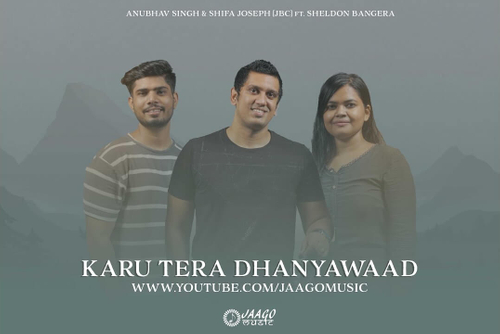 ANUBHAV SINGH & SHIFA JOSEPH [JBC] FT. SHELDON BANGERA
KARU TERA DHANYAWAAD
WWW.YOUTUBE.COM/JAAGOMUSIC
JAAGO
MUSIC